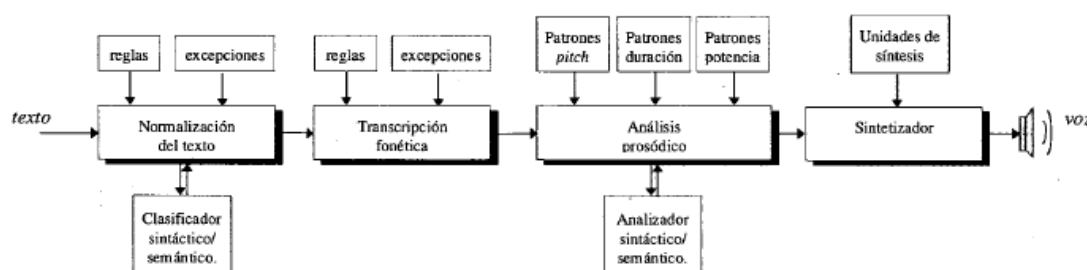 reglas
excepciones
reglas
excepciones
Patrones
pitch
Patrones
duración
Patrones
potencia
Unidades de
síntesis
texto
Normalización
del texto
Transcripción
fonética
Análisis
prosódico
Sintetizador
voz
Clasificador
sintáctico/
semántico.
Analizador
sintáctico/
semántico.